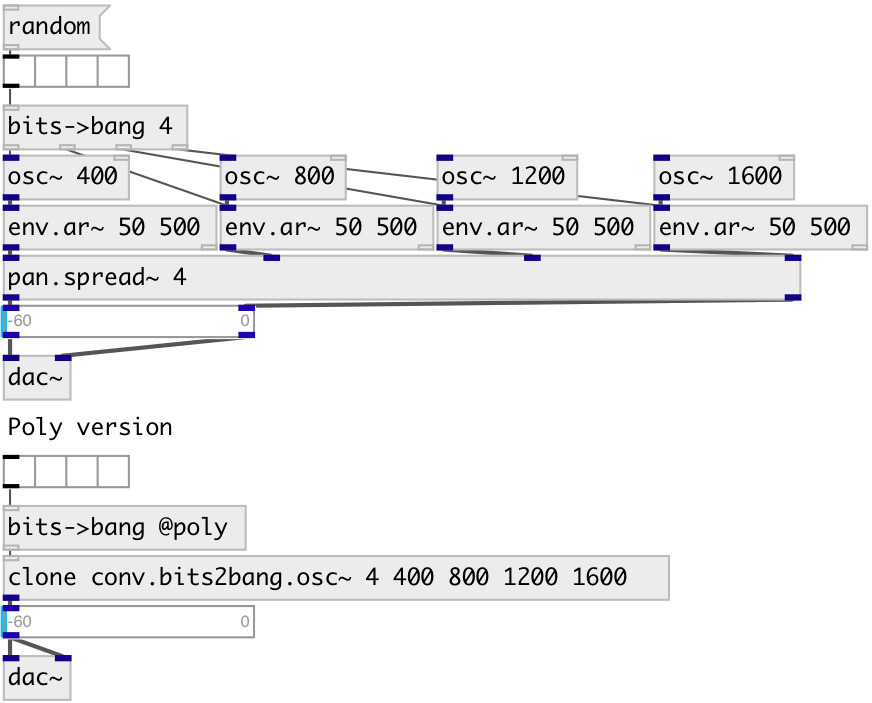 random
bits->bang 4
osc~ 400 osc~ 800 osc~ 1200 osc~ 1600
env.ar~ 50 500 env.ar~ 50 500 env.ar~ 50 500 env.ar~ 50 500
pan.spread~ 4
-60 0
dac~
Poly version
bits->bang @poly
clone conv.bits2bang.osc~ 4 400 800 1200 1600
-60 0
dac~